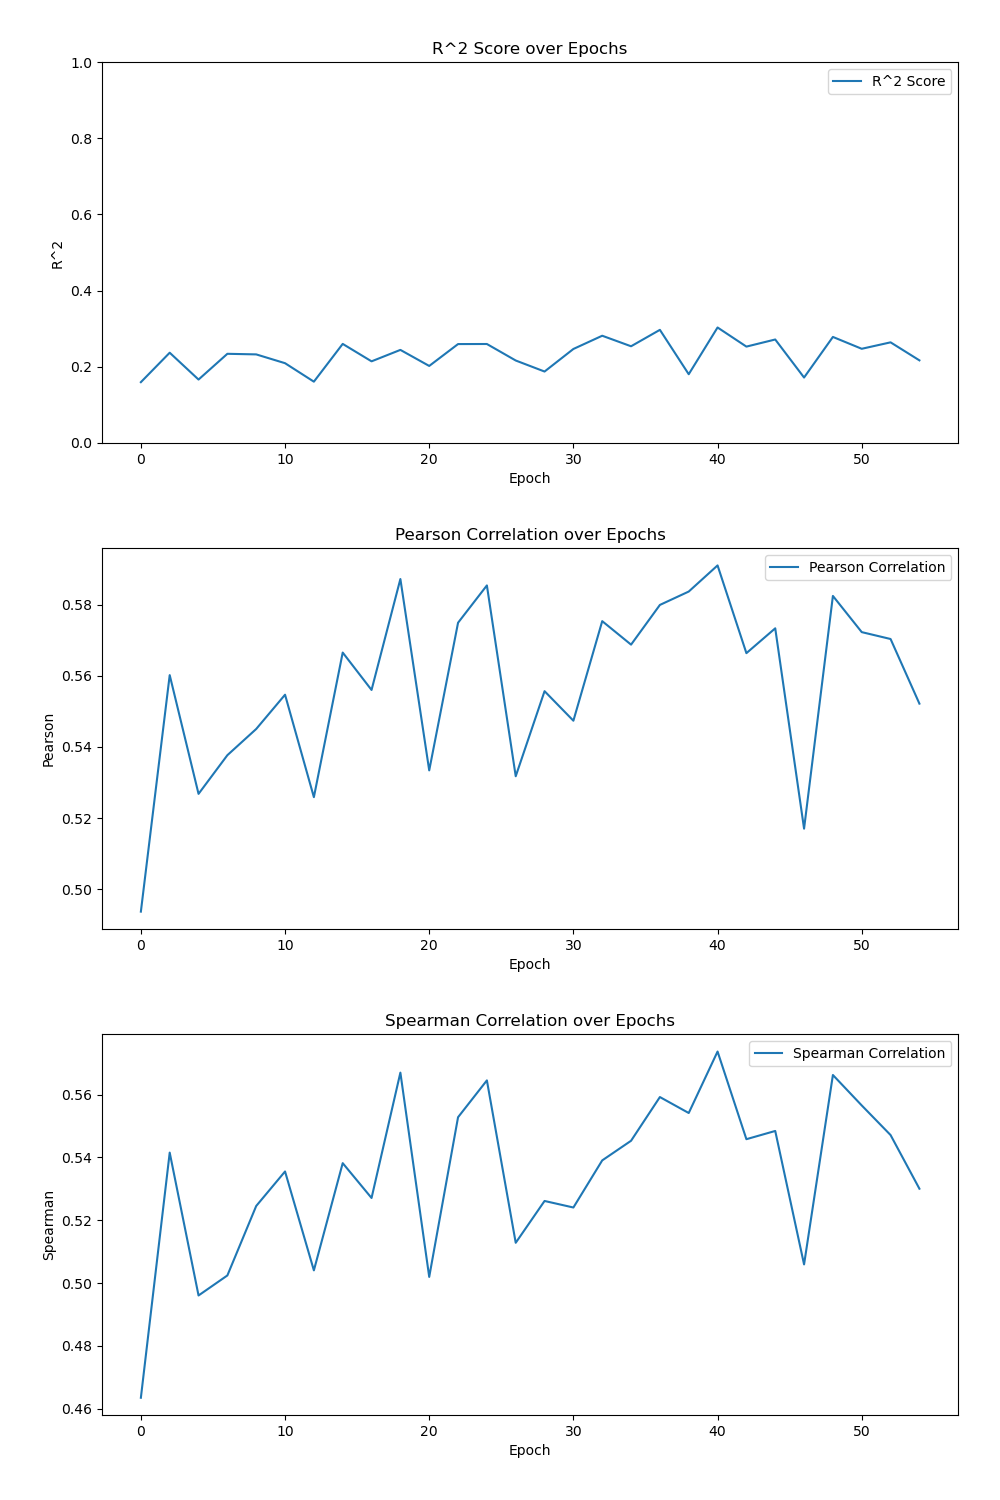 R^2 Score over Epochs
1.0
R^2 Score
0.8
0.6
R^2
0.4
0.2
0.0
0 10 20 30 40 50
Epoch
Pearson Correlation over Epochs
Pearson Correlation
0.58
0.56
Pearson
0.54
0.52
0.50
0 10 20 30 40 50
Epoch
Spearman Correlation over Epochs
Spearman Correlation
0.56
0.54
0.52
Spearman
0.50
0.48
0.46
0 10 20 30 40 50
Epoch